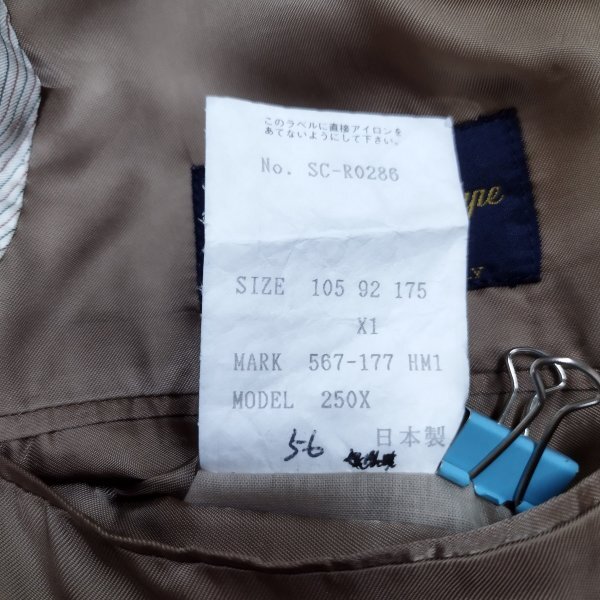 このラベルに直接アイロンを
あてないようにして下さい。
No. SC-R0286
SIZE 105 92 175
X1
MARK 567-177 HM1
MODEL 250X
56
日本製